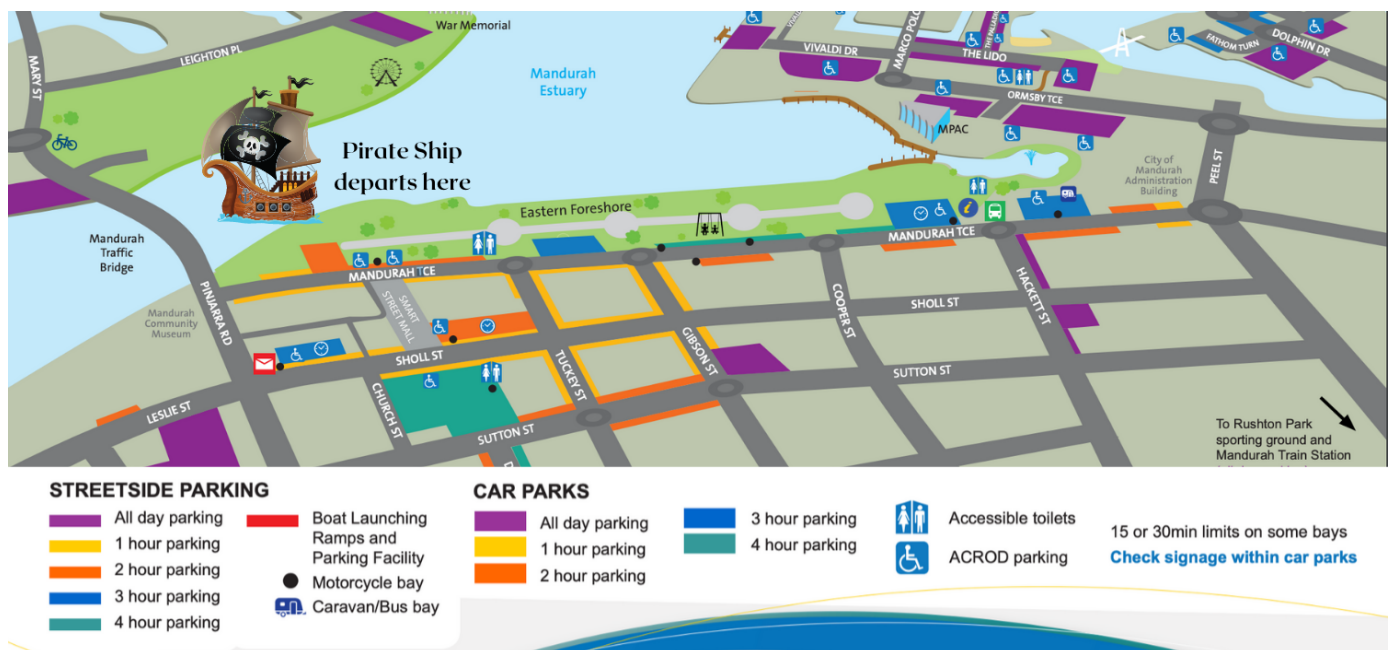 War Memorial
MARY ST
LEIGHTON PL
Mandurah
Estuary
VIVALDI DR
MARCO POLO
THE PALLADIO
THE LIDO
FATHOM TURN
DOLPHIN DR
ORMSBY TCE
MPAC
PEEL ST
City of
Mandurah
Administration
Building
Pirate Ship
departs here
Eastern Foreshore
i
Mandurah
Traffic
Bridge
MANDURAH TCE
MANDURAH TCE
PINJARRA RD
Mandurah
Community
Museum
SMART
STREET MALL
SHOLL ST
SHOLL ST
TUCKEY ST
GIBSON ST
COOPER ST
HACKETT ST
LESLIE ST
CHURCH ST
SUTTON ST
SUTTON ST
To Rushton Park
sporting ground and
Mandurah Train Station
STREETSIDE PARKING
All day parking
1 hour parking
2 hour parking
3 hour parking
4 hour parking
Boat Launching
Ramps and
Parking Facility
Motorcycle bay
Caravan/Bus bay
CAR PARKS
All day parking
1 hour parking
2 hour parking
3 hour parking
4 hour parking
Accessible toilets
ACROD parking
15 or 30min limits on some bays
Check signage within car parks